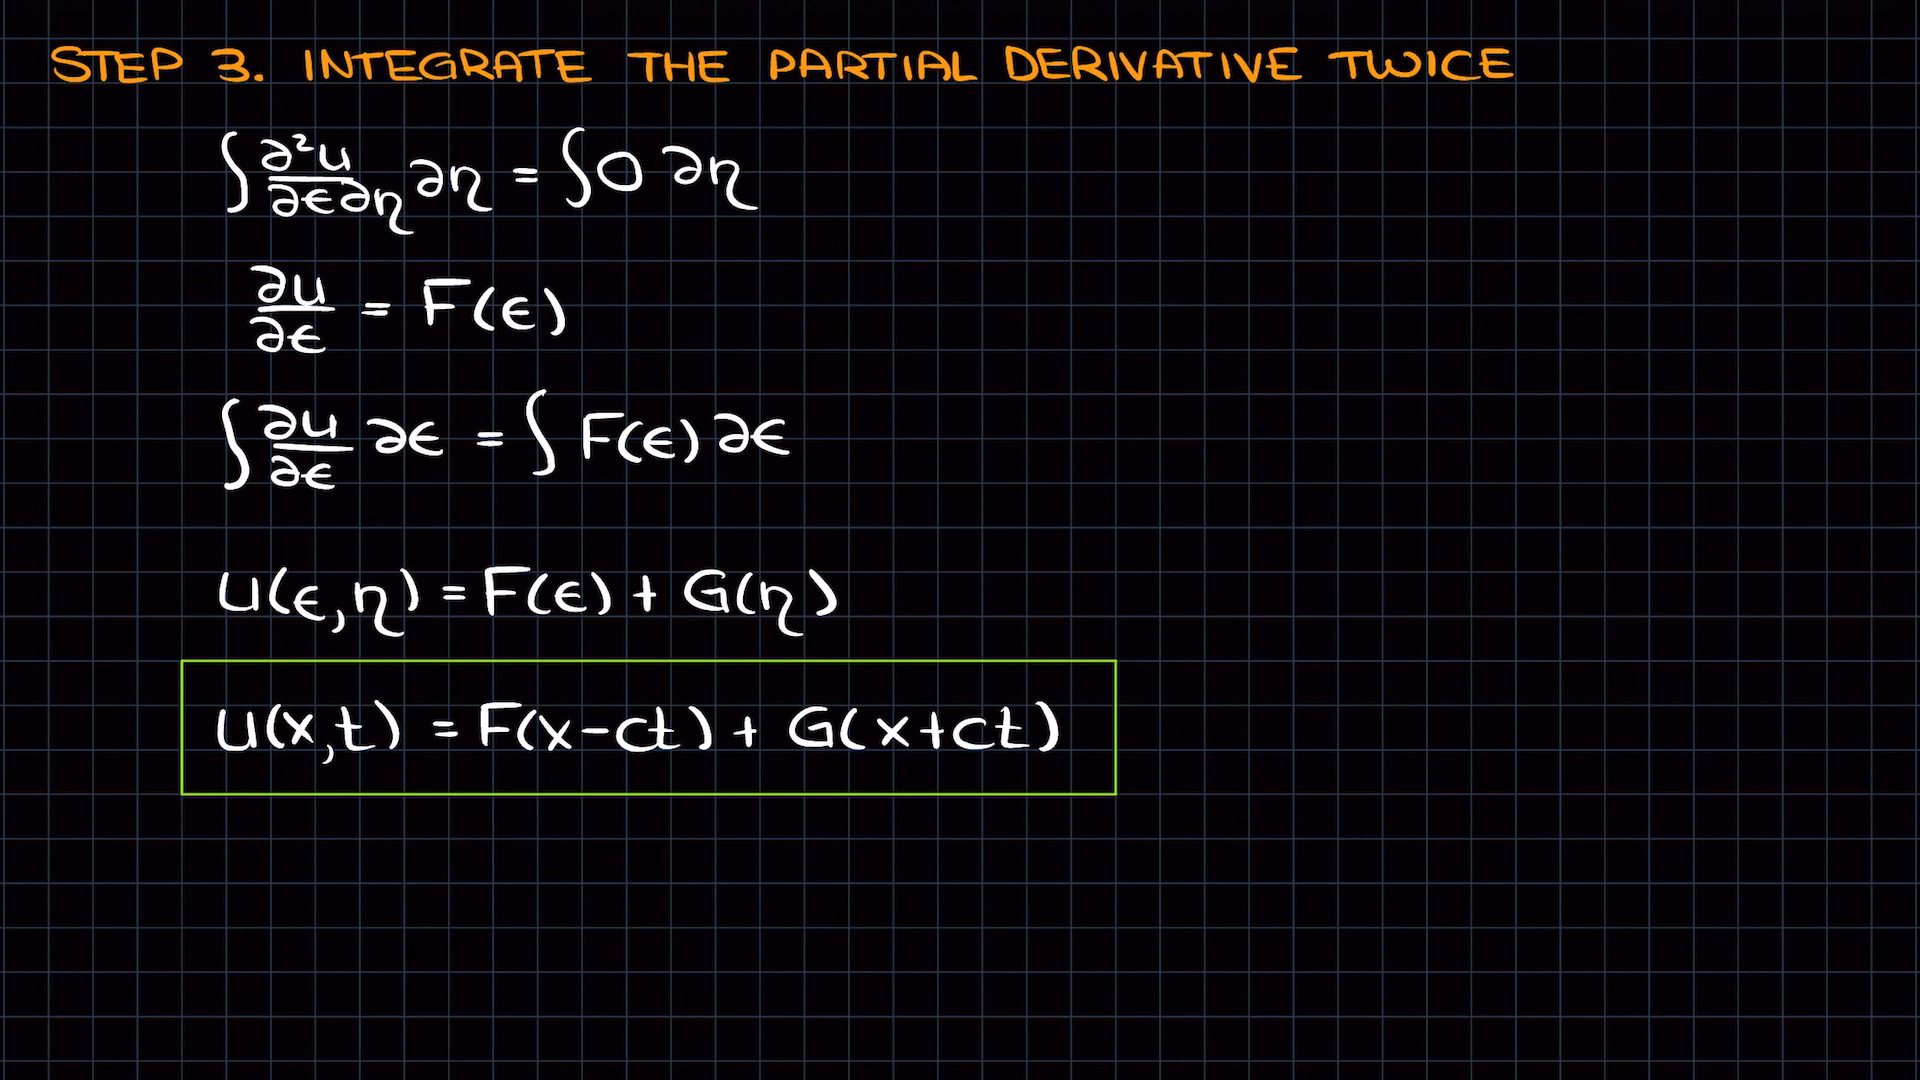 STEP 3. INTEGRATE THE PARTIAL DERIVATIVE TWICE
∫ ∂²u/∂ϵ∂η ∂η = ∫ 0 ∂η
∂u/∂ϵ = F(ϵ)
∫ ∂u/∂ϵ ∂ϵ = ∫ F(ϵ) ∂ϵ
u(ϵ,η) = F(ϵ) + G(η)
u(x,t) = F(x-ct) + G(x+ct)